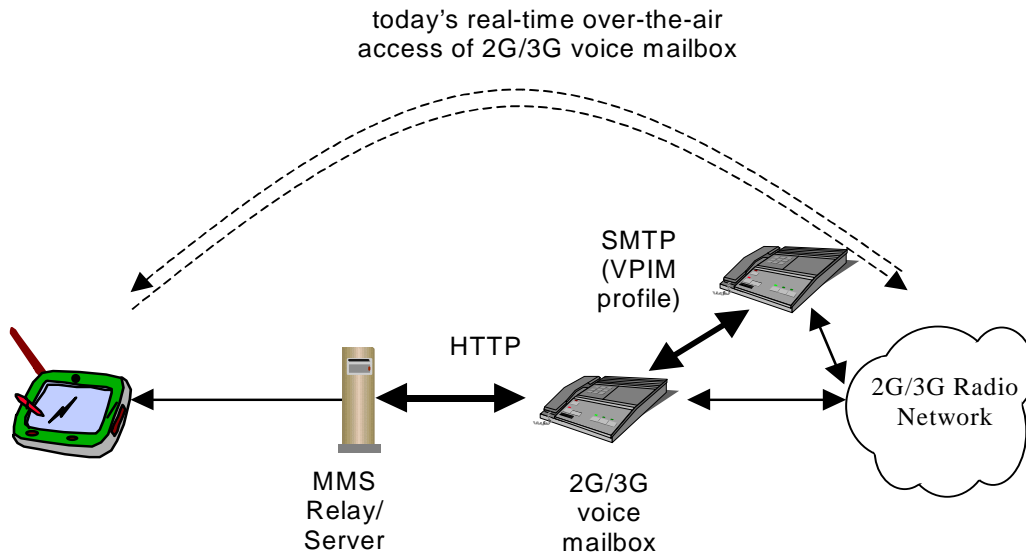 today's real-time over-the-air
access of 2G/3G voice mailbox
SMTP
(VPIM
profile)
HTTP
2G/3G Radio
Network
MMS
Relay/
Server
2G/3G
voice
mailbox